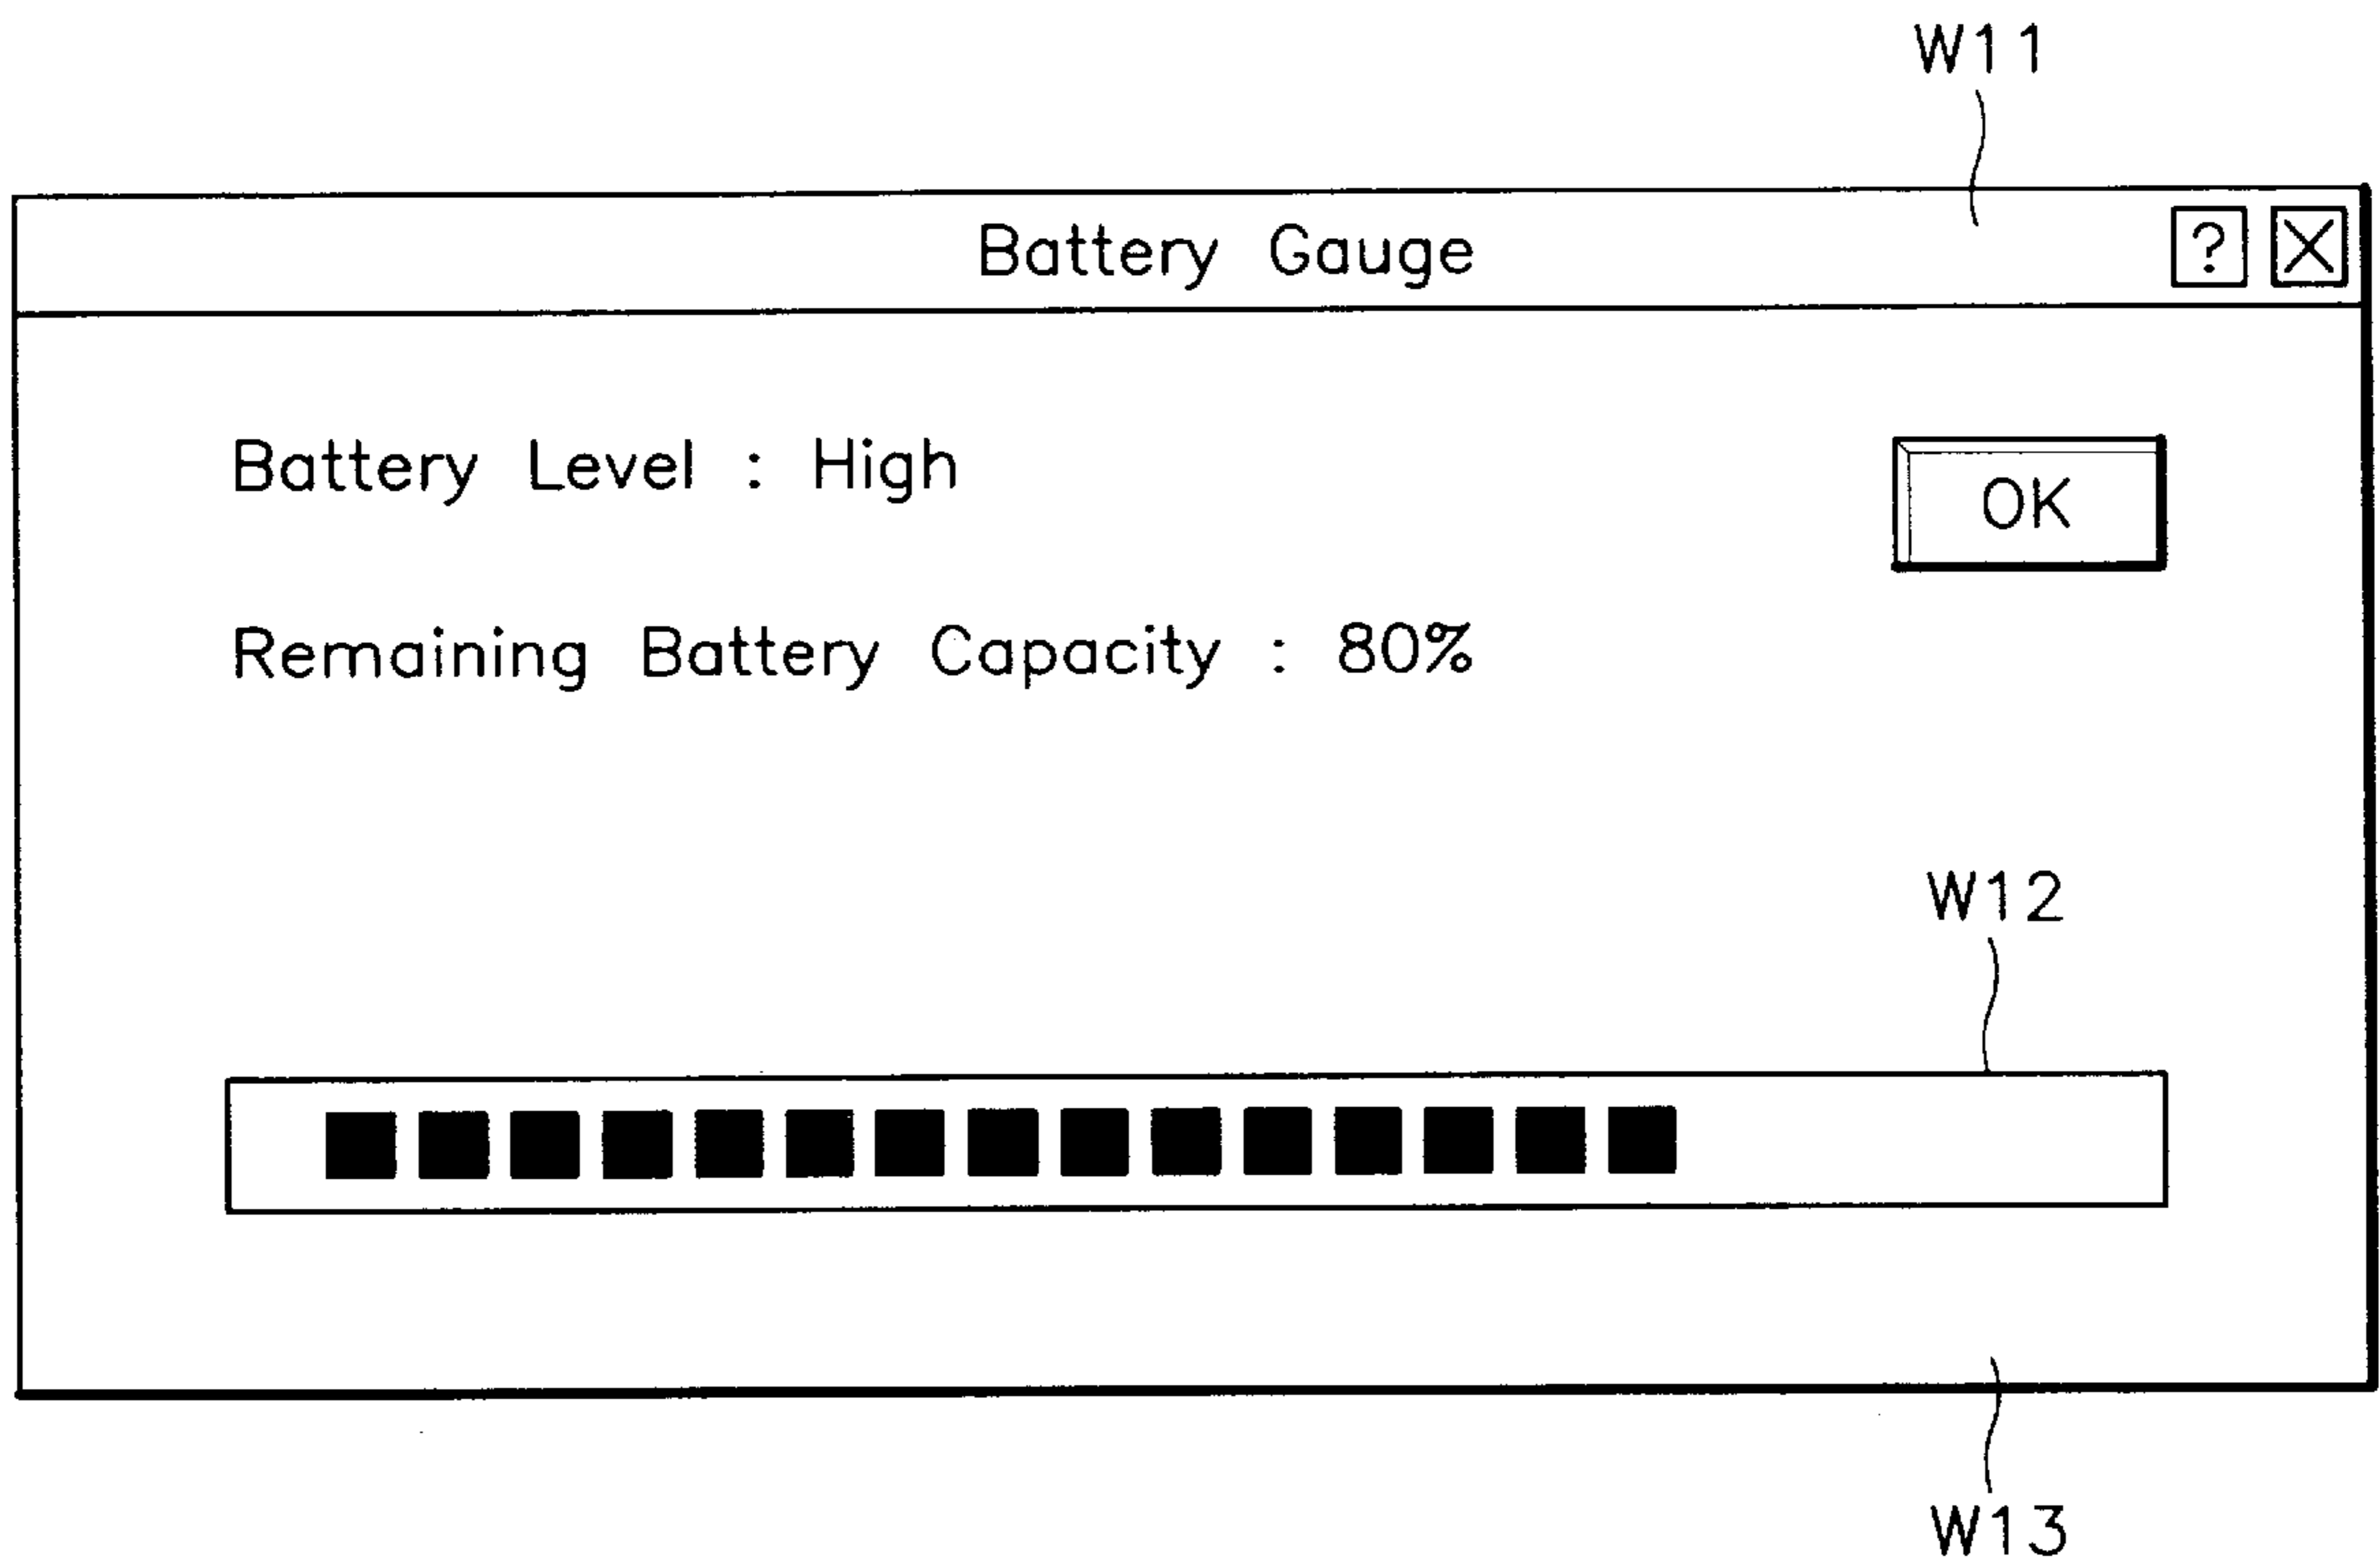 W11
Battery Gauge ? X
Battery Level : High
OK
Remaining Battery Capacity : 80%
W12
W13